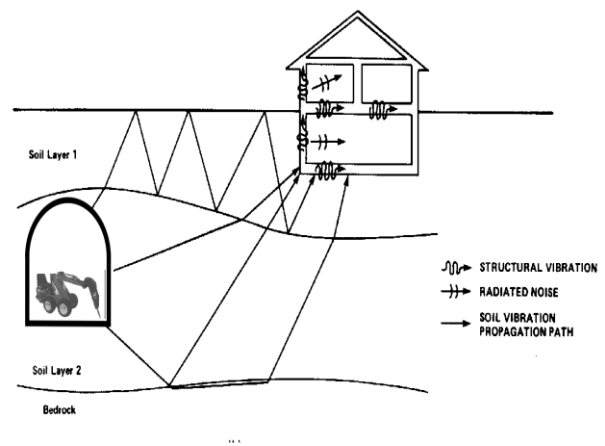 Soil Layer 1
STRUCTURAL VIBRATION
RADIATED NOISE
SOIL VIBRATION
PROPAGATION PATH
Soil Layer 2
Bedrock